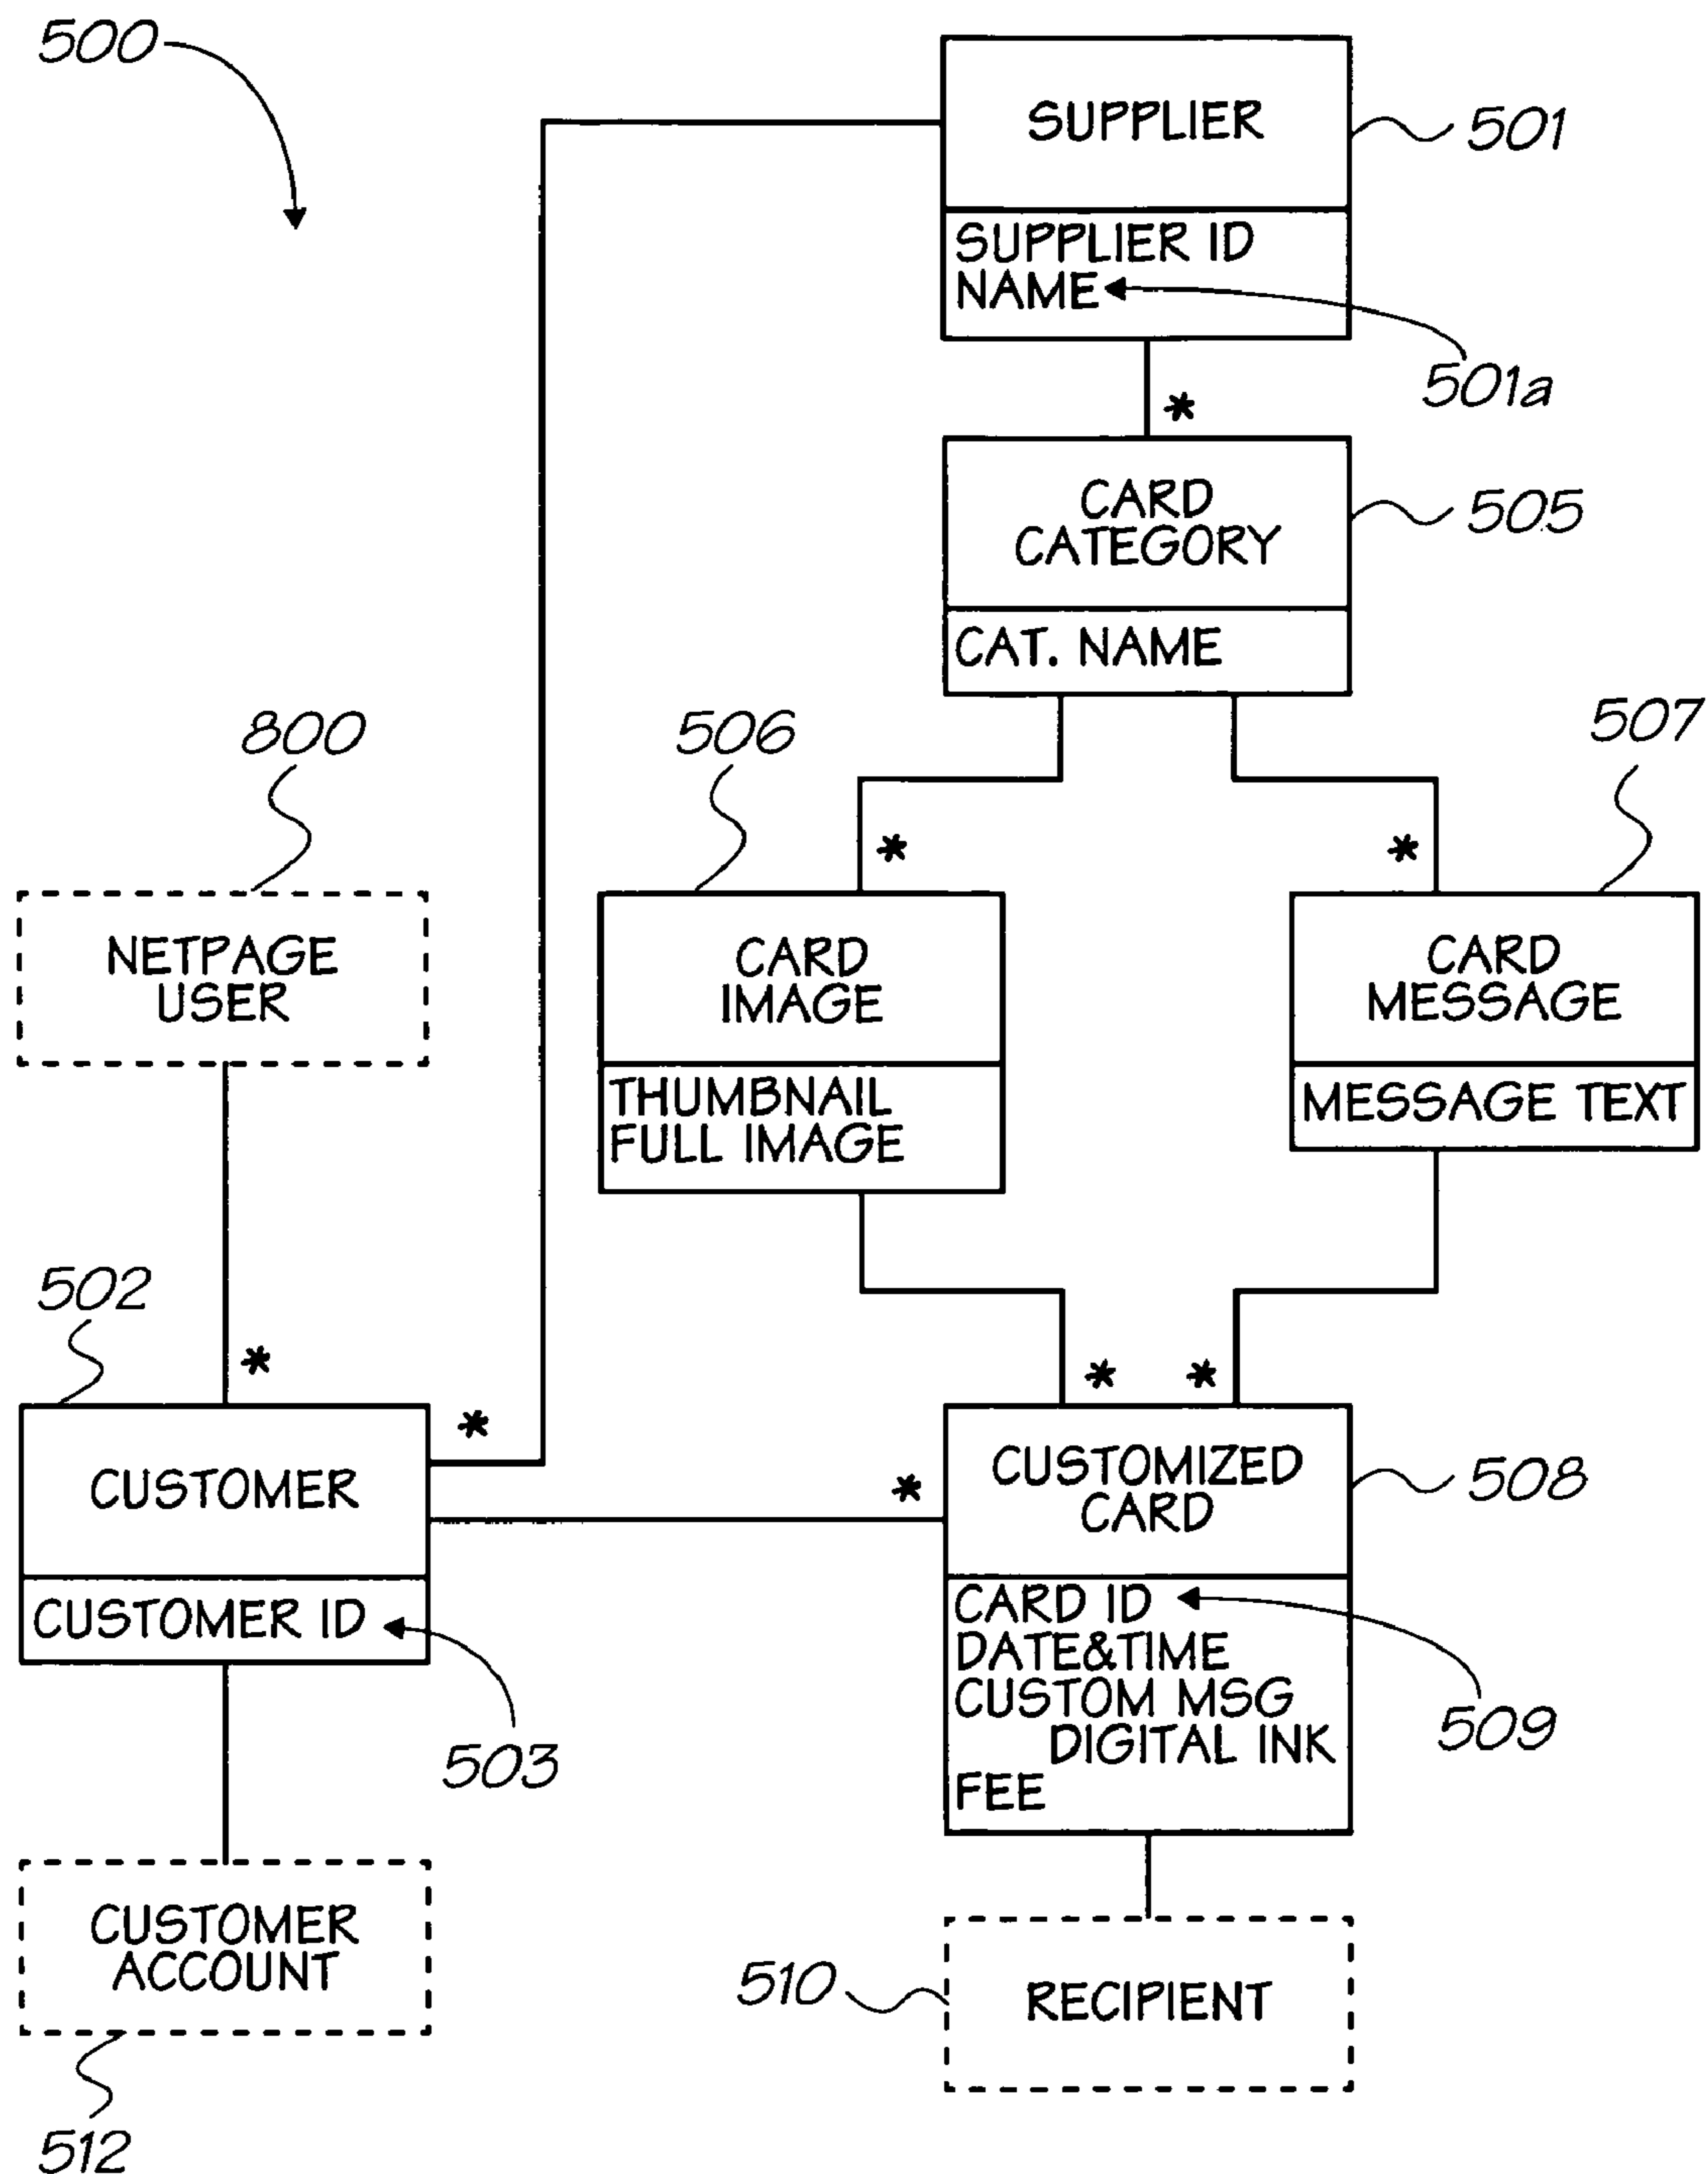 500
SUPPLIER
501
SUPPLIER ID
NAME
501a
*
CARD
CATEGORY
505
CAT. NAME
800
506
507
*
*
NETPAGE
USER
CARD
IMAGE
CARD
MESSAGE
THUMBNAIL
FULL IMAGE
MESSAGE TEXT
502
*
*
*
*
*
CUSTOMER
CUSTOMIZED
CARD
508
CUSTOMER ID
503
CARD ID
DATE&TIME
CUSTOM MSG
DIGITAL INK
FEE
509
CUSTOMER
ACCOUNT
510
RECIPIENT
512